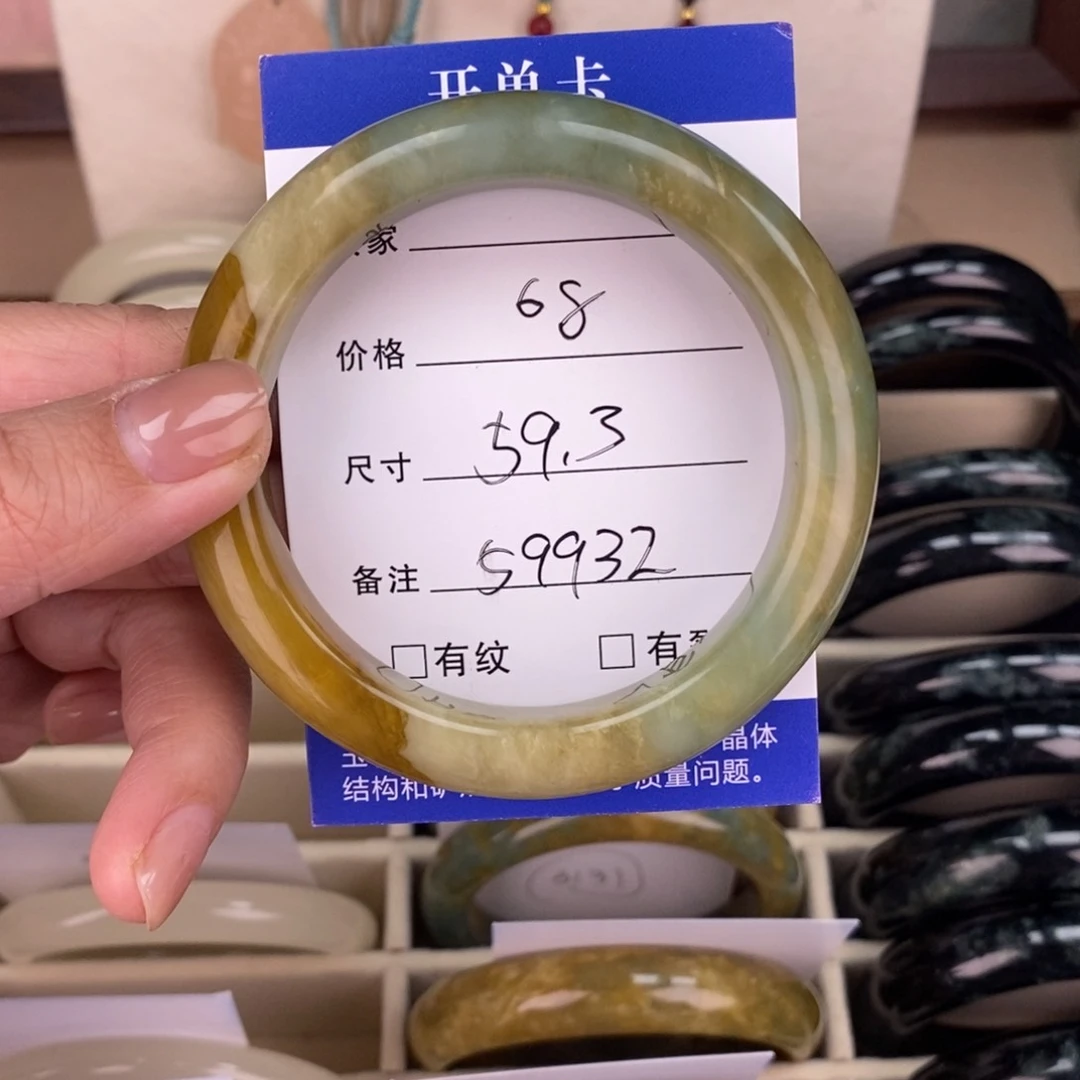 开单卡
家
价格 68
尺寸 59.3
备注 59932
□有纹 □有
晶体
结构和 质量问题。